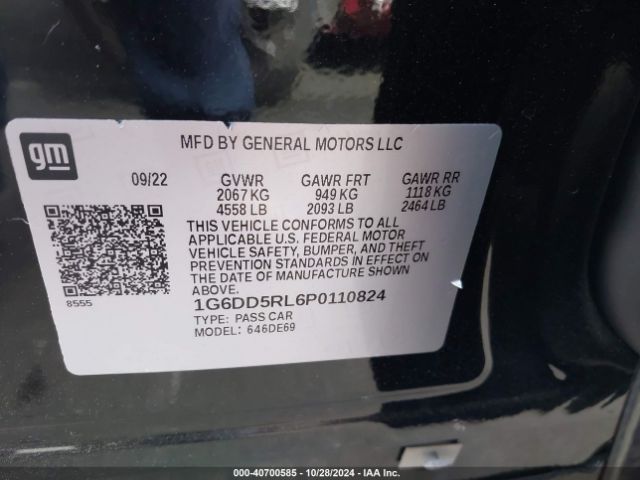 gm
MFD BY GENERAL MOTORS LLC
09/22 GVWR GAWR FRT GAWR RR
2067 KG 949 KG 1118 KG
4558 LB 2093 LB 2464 LB
THIS VEHICLE CONFORMS TO ALL
APPLICABLE U.S. FEDERAL MOTOR
VEHICLE SAFETY, BUMPER, AND THEFT
PREVENTION STANDARDS IN EFFECT ON
THE DATE OF MANUFACTURE SHOWN
ABOVE.
8555
1G6DD5RL6P0110824
TYPE: PASS CAR
MODEL: 646DE69
000-40700585 - 10/28/2024 - IAA Inc.